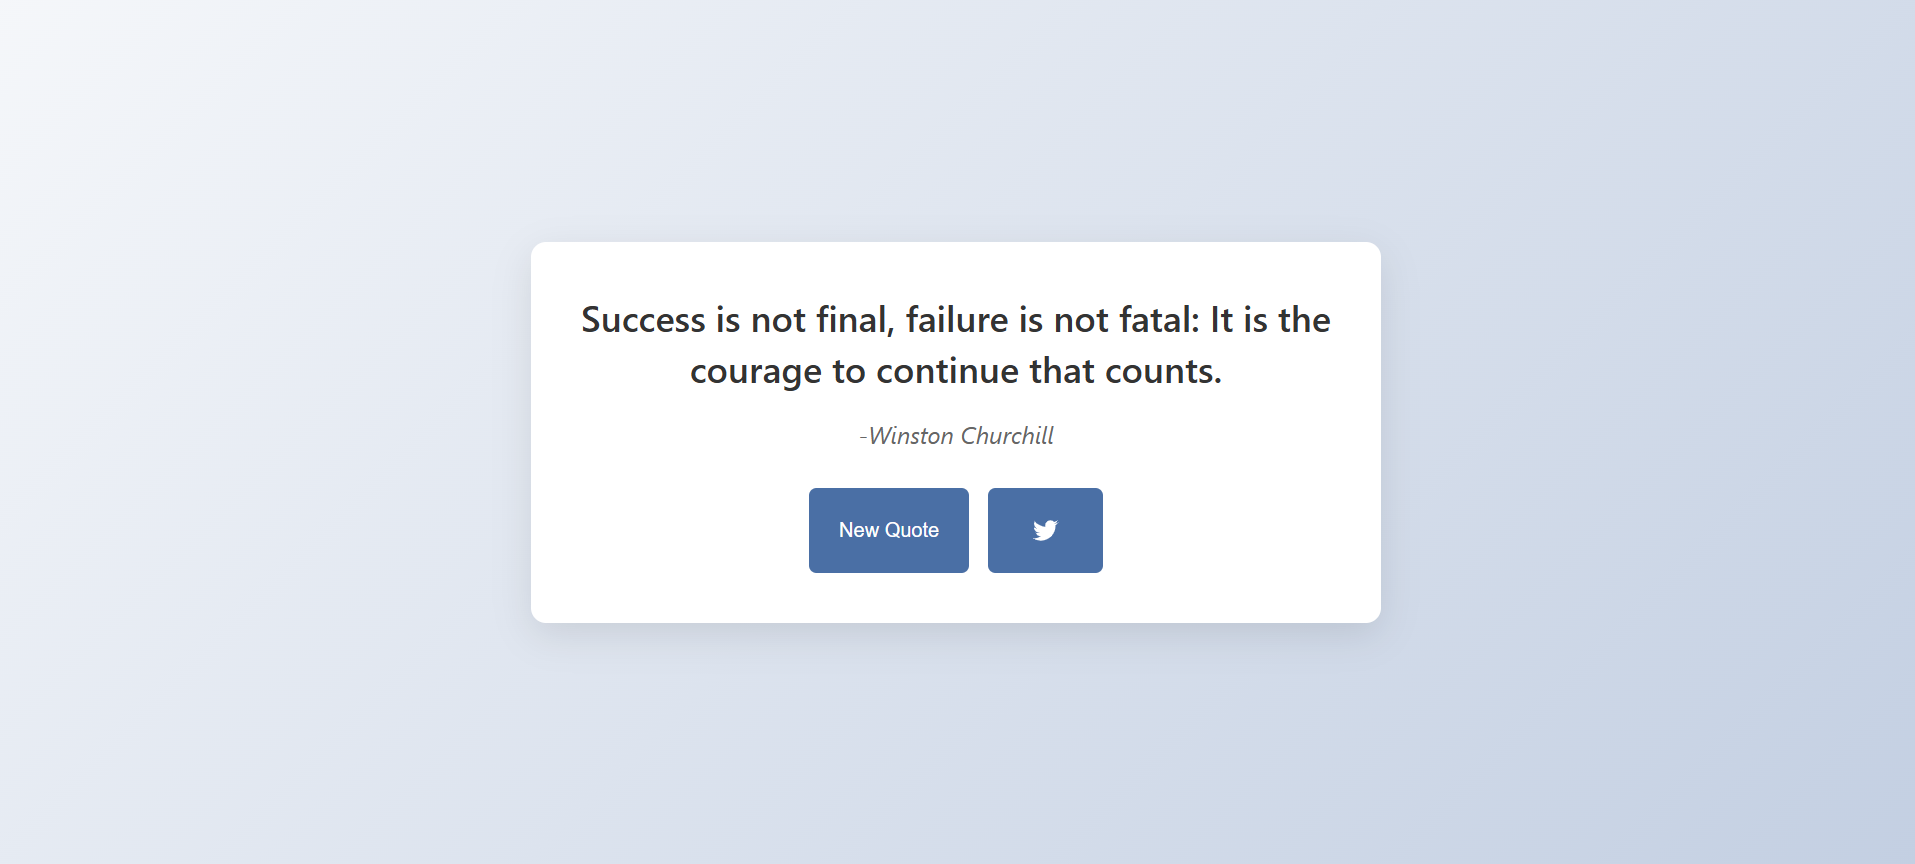 Success is not final, failure is not fatal: It is the
courage to continue that counts.
-Winston Churchill
New Quote